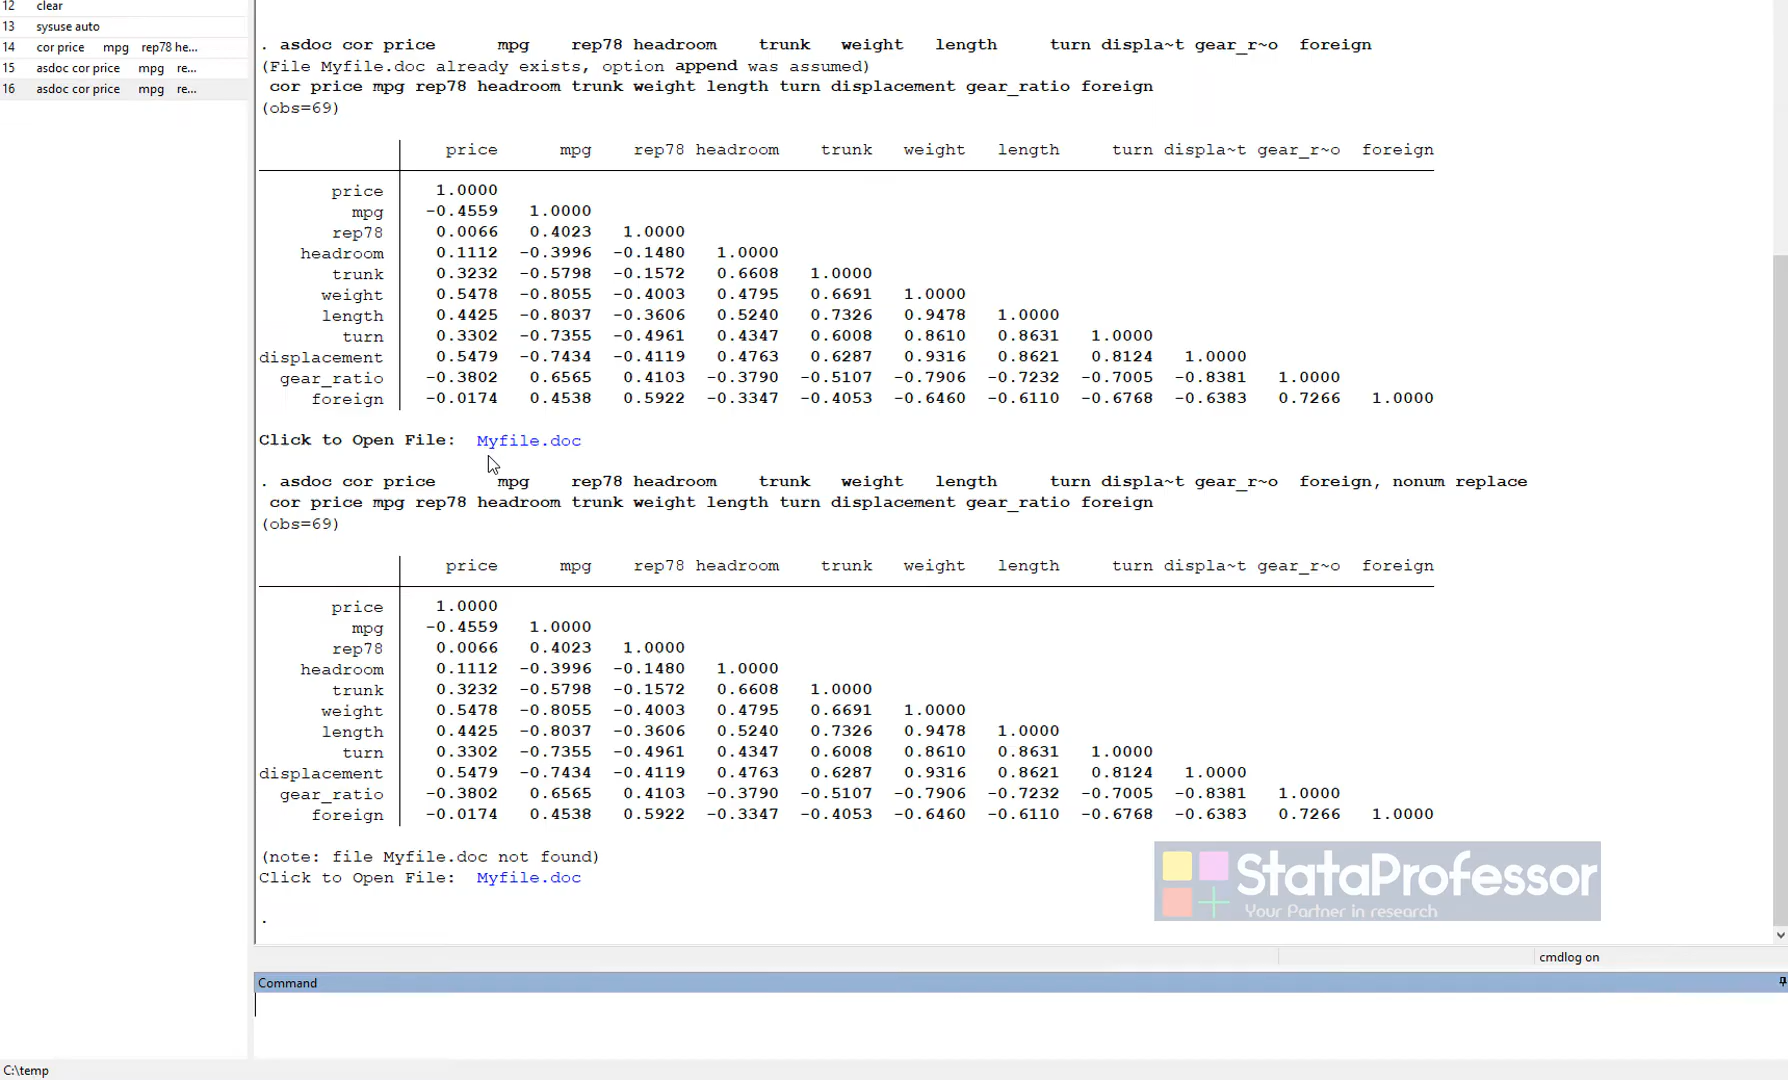 12 clear
13 sysuse auto
14 cor price mpg rep78 he...
15 asdoc cor price mpg re...
16 asdoc cor price mpg re...
. asdoc cor price mpg rep78 headroom trunk weight length turn displa~t gear_r~o foreign
(File Myfile.doc already exists, option append was assumed)
cor price mpg rep78 headroom trunk weight length turn displacement gear_ratio foreign
(obs=69)
price mpg rep78 headroom trunk weight length turn displa~t gear_r~o foreign
price 1.0000
mpg -0.4559 1.0000
rep78 0.0066 0.4023 1.0000
headroom 0.1112 -0.3996 -0.1480 1.0000
trunk 0.3232 -0.5798 -0.1572 0.6608 1.0000
weight 0.5478 -0.8055 -0.4003 0.4795 0.6691 1.0000
length 0.4425 -0.8037 -0.3606 0.5240 0.7326 0.9478 1.0000
turn 0.3302 -0.7355 -0.4961 0.4347 0.6008 0.8610 0.8631 1.0000
displacement 0.5479 -0.7434 -0.4119 0.4763 0.6287 0.9316 0.8621 0.8124 1.0000
gear_ratio -0.3802 0.6565 0.4103 -0.3790 -0.5107 -0.7906 -0.7232 -0.7005 -0.8381 1.0000
foreign -0.0174 0.4538 0.5922 -0.3347 -0.4053 -0.6460 -0.6110 -0.6768 -0.6383 0.7266 1.0000
Click to Open File: Myfile.doc
. asdoc cor price mpg rep78 headroom trunk weight length turn displa~t gear_r~o foreign, nonum replace
cor price mpg rep78 headroom trunk weight length turn displacement gear_ratio foreign
(obs=69)
price mpg rep78 headroom trunk weight length turn displa~t gear_r~o foreign
price 1.0000
mpg -0.4559 1.0000
rep78 0.0066 0.4023 1.0000
headroom 0.1112 -0.3996 -0.1480 1.0000
trunk 0.3232 -0.5798 -0.1572 0.6608 1.0000
weight 0.5478 -0.8055 -0.4003 0.4795 0.6691 1.0000
length 0.4425 -0.8037 -0.3606 0.5240 0.7326 0.9478 1.0000
turn 0.3302 -0.7355 -0.4961 0.4347 0.6008 0.8610 0.8631 1.0000
displacement 0.5479 -0.7434 -0.4119 0.4763 0.6287 0.9316 0.8621 0.8124 1.0000
gear_ratio -0.3802 0.6565 0.4103 -0.3790 -0.5107 -0.7906 -0.7232 -0.7005 -0.8381 1.0000
foreign -0.0174 0.4538 0.5922 -0.3347 -0.4053 -0.6460 -0.6110 -0.6768 -0.6383 0.7266 1.0000
(note: file Myfile.doc not found)
Click to Open File: Myfile.doc
.
StataProfessor
Your Partner in research
cmdlog on
Command
C:\temp